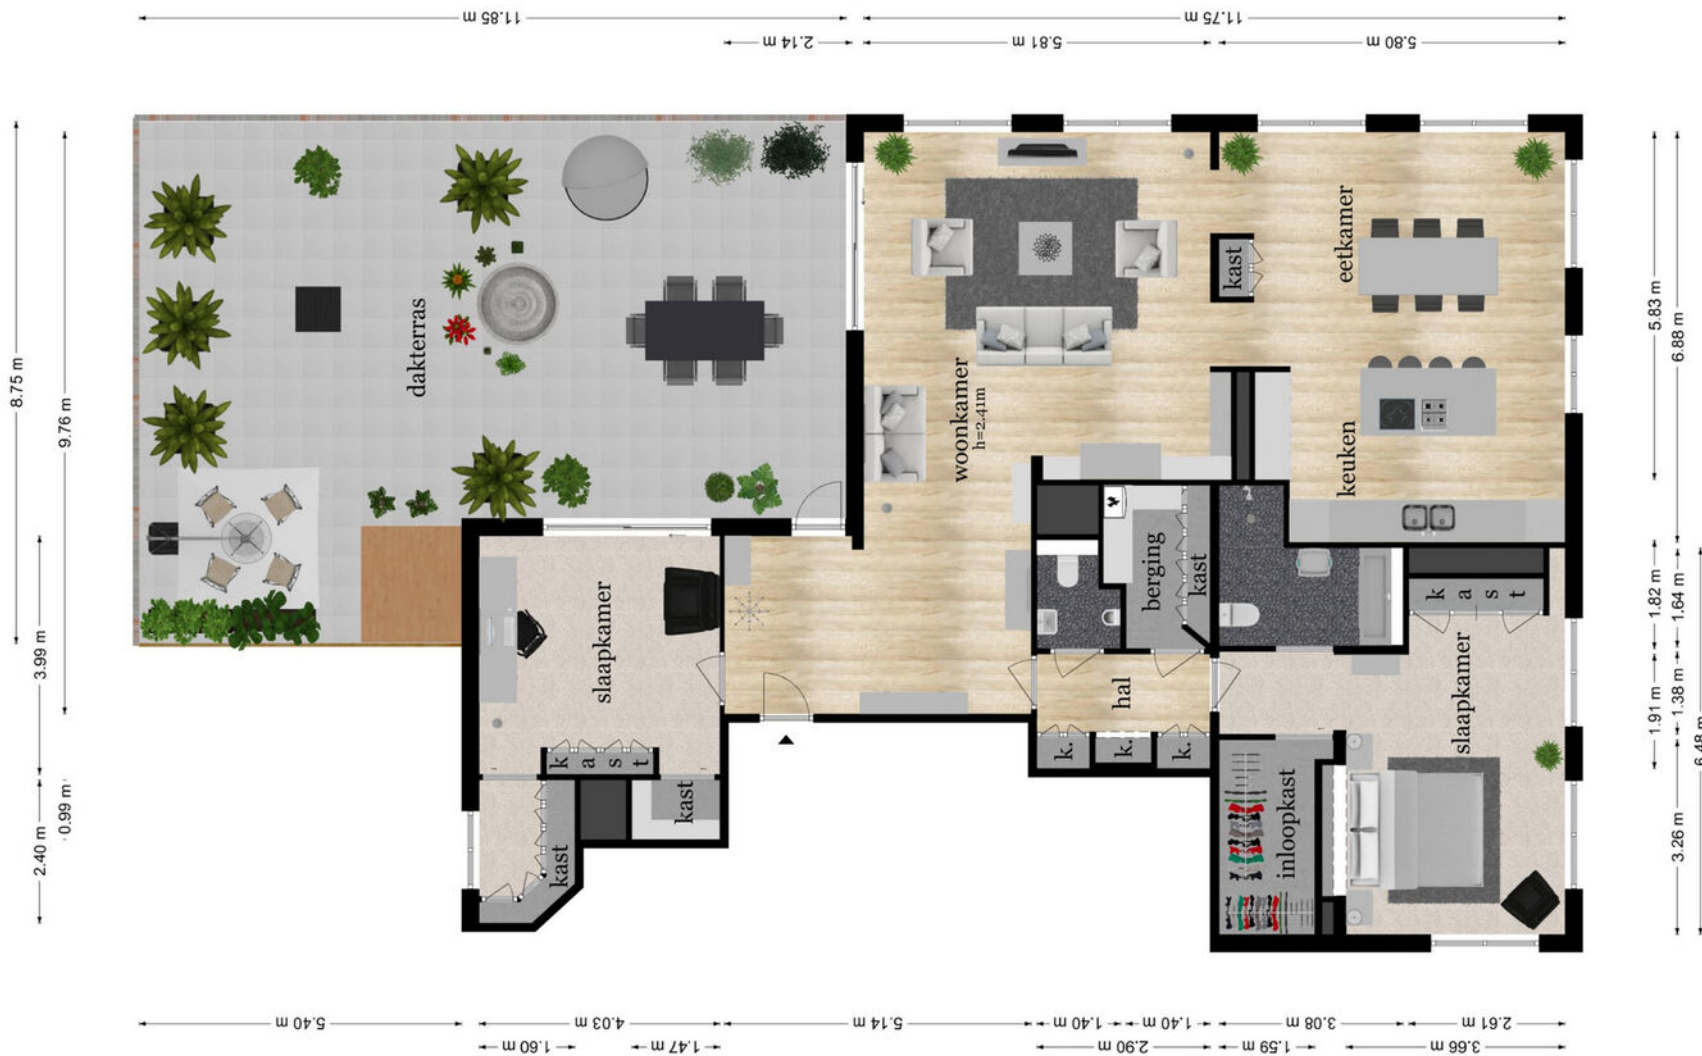 11.85 m
11.75 m
2.14 m
5.81 m
5.80 m
8.75 m
9.76 m
3.99 m
2.40 m
0.99 m
dakterras
woonkamer
h=2.41m
kast
eetkamer
keuken
slaapkamer
kast
kast
kast
berging
kast
hal
k.
k.
k.
kast
slaapkamer
inloopkast
5.83 m
6.88 m
1.82 m
1.64 m
1.91 m
1.38 m
3.26 m
6.48 m
5.40 m
4.03 m
5.14 m
1.40 m
1.40 m
3.08 m
2.61 m
1.60 m
1.47 m
2.90 m
1.59 m
3.66 m